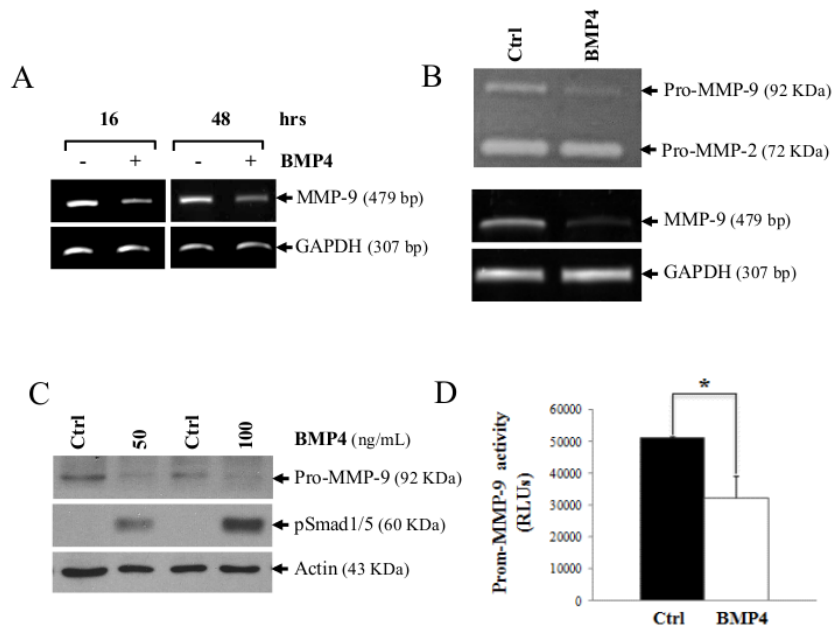 A
16 48 hrs
- + - + BMP4
MMP-9 (479 bp)
GAPDH (307 bp)
B
Ctrl BMP4
Pro-MMP-9 (92 KDa)
Pro-MMP-2 (72 KDa)
MMP-9 (479 bp)
GAPDH (307 bp)
C
Ctrl 50 Ctrl 100 BMP4 (ng/mL)
Pro-MMP-9 (92 KDa)
pSmad1/5 (60 KDa)
Actin (43 KDa)
D
*
Prom-MMP-9 activity
(RLUs)
60000
50000
40000
30000
20000
10000
0
Ctrl BMP4